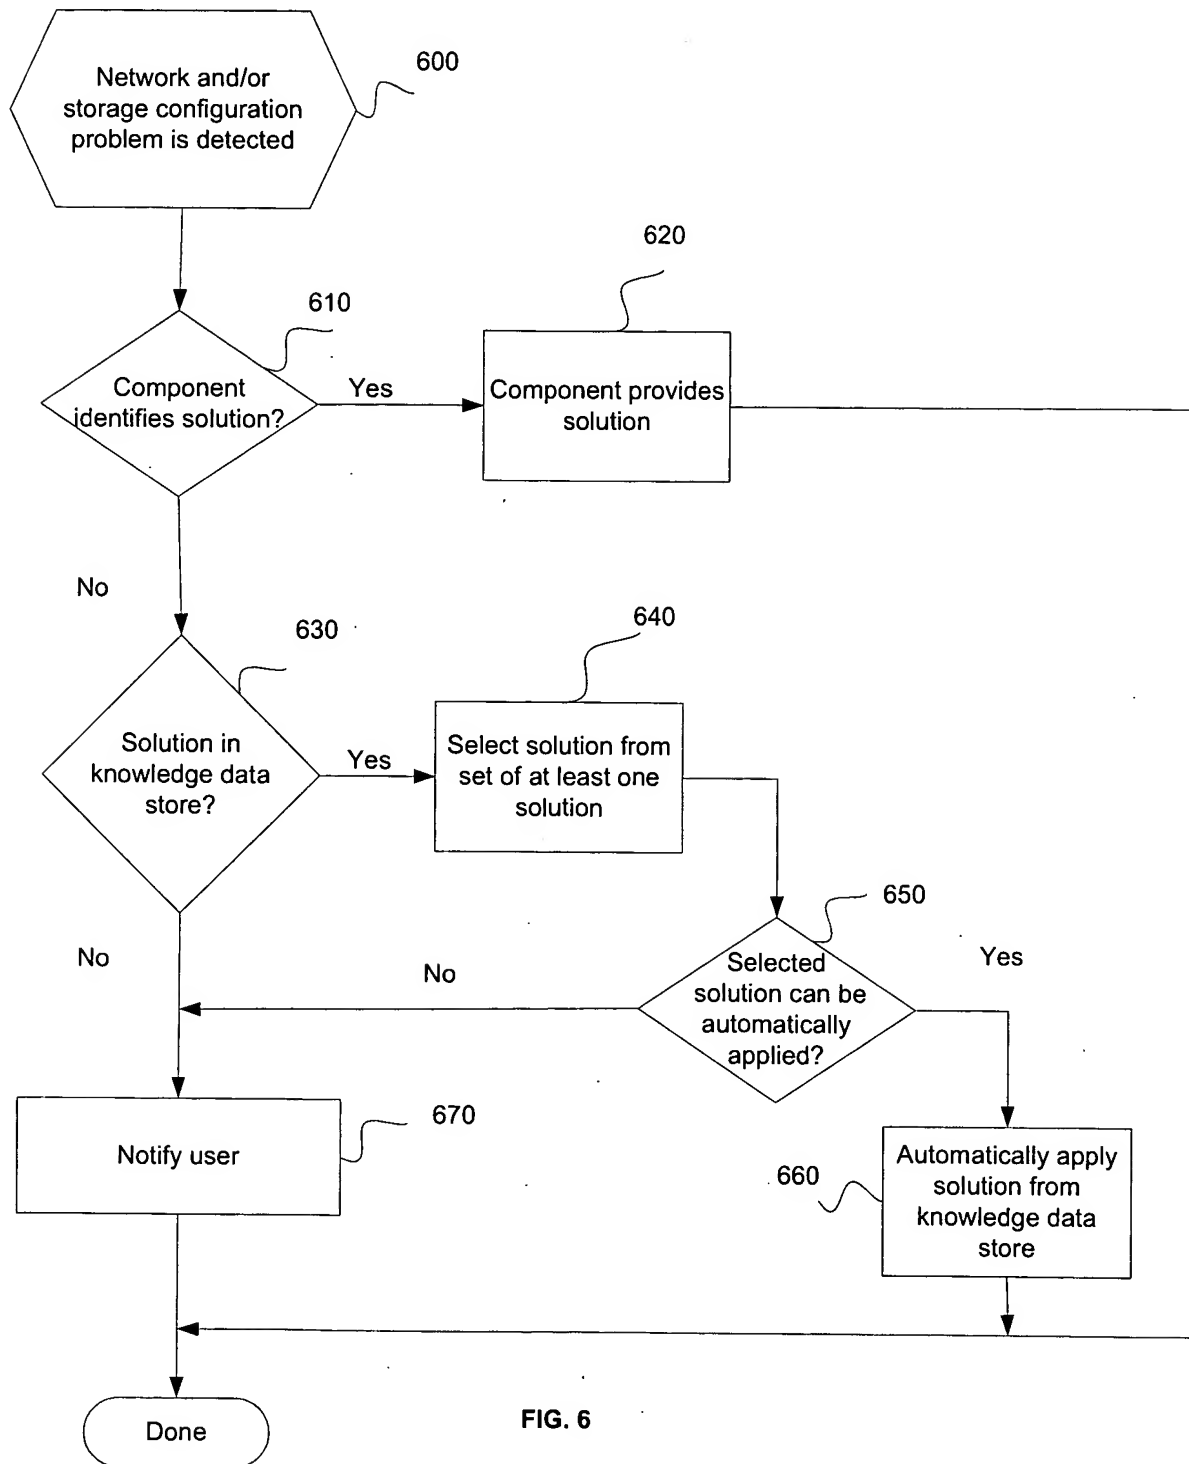 Network and/or
storage configuration
problem is detected
600
620
610
Component
identifies solution?
Yes
Component provides
solution
No
630
640
Solution in
knowledge data
store?
Yes
Select solution from
set of at least one
solution
650
No
No
Selected
solution can be
automatically
applied?
Yes
670
Notify user
660
Automatically apply
solution from
knowledge data
store
Done
FIG. 6